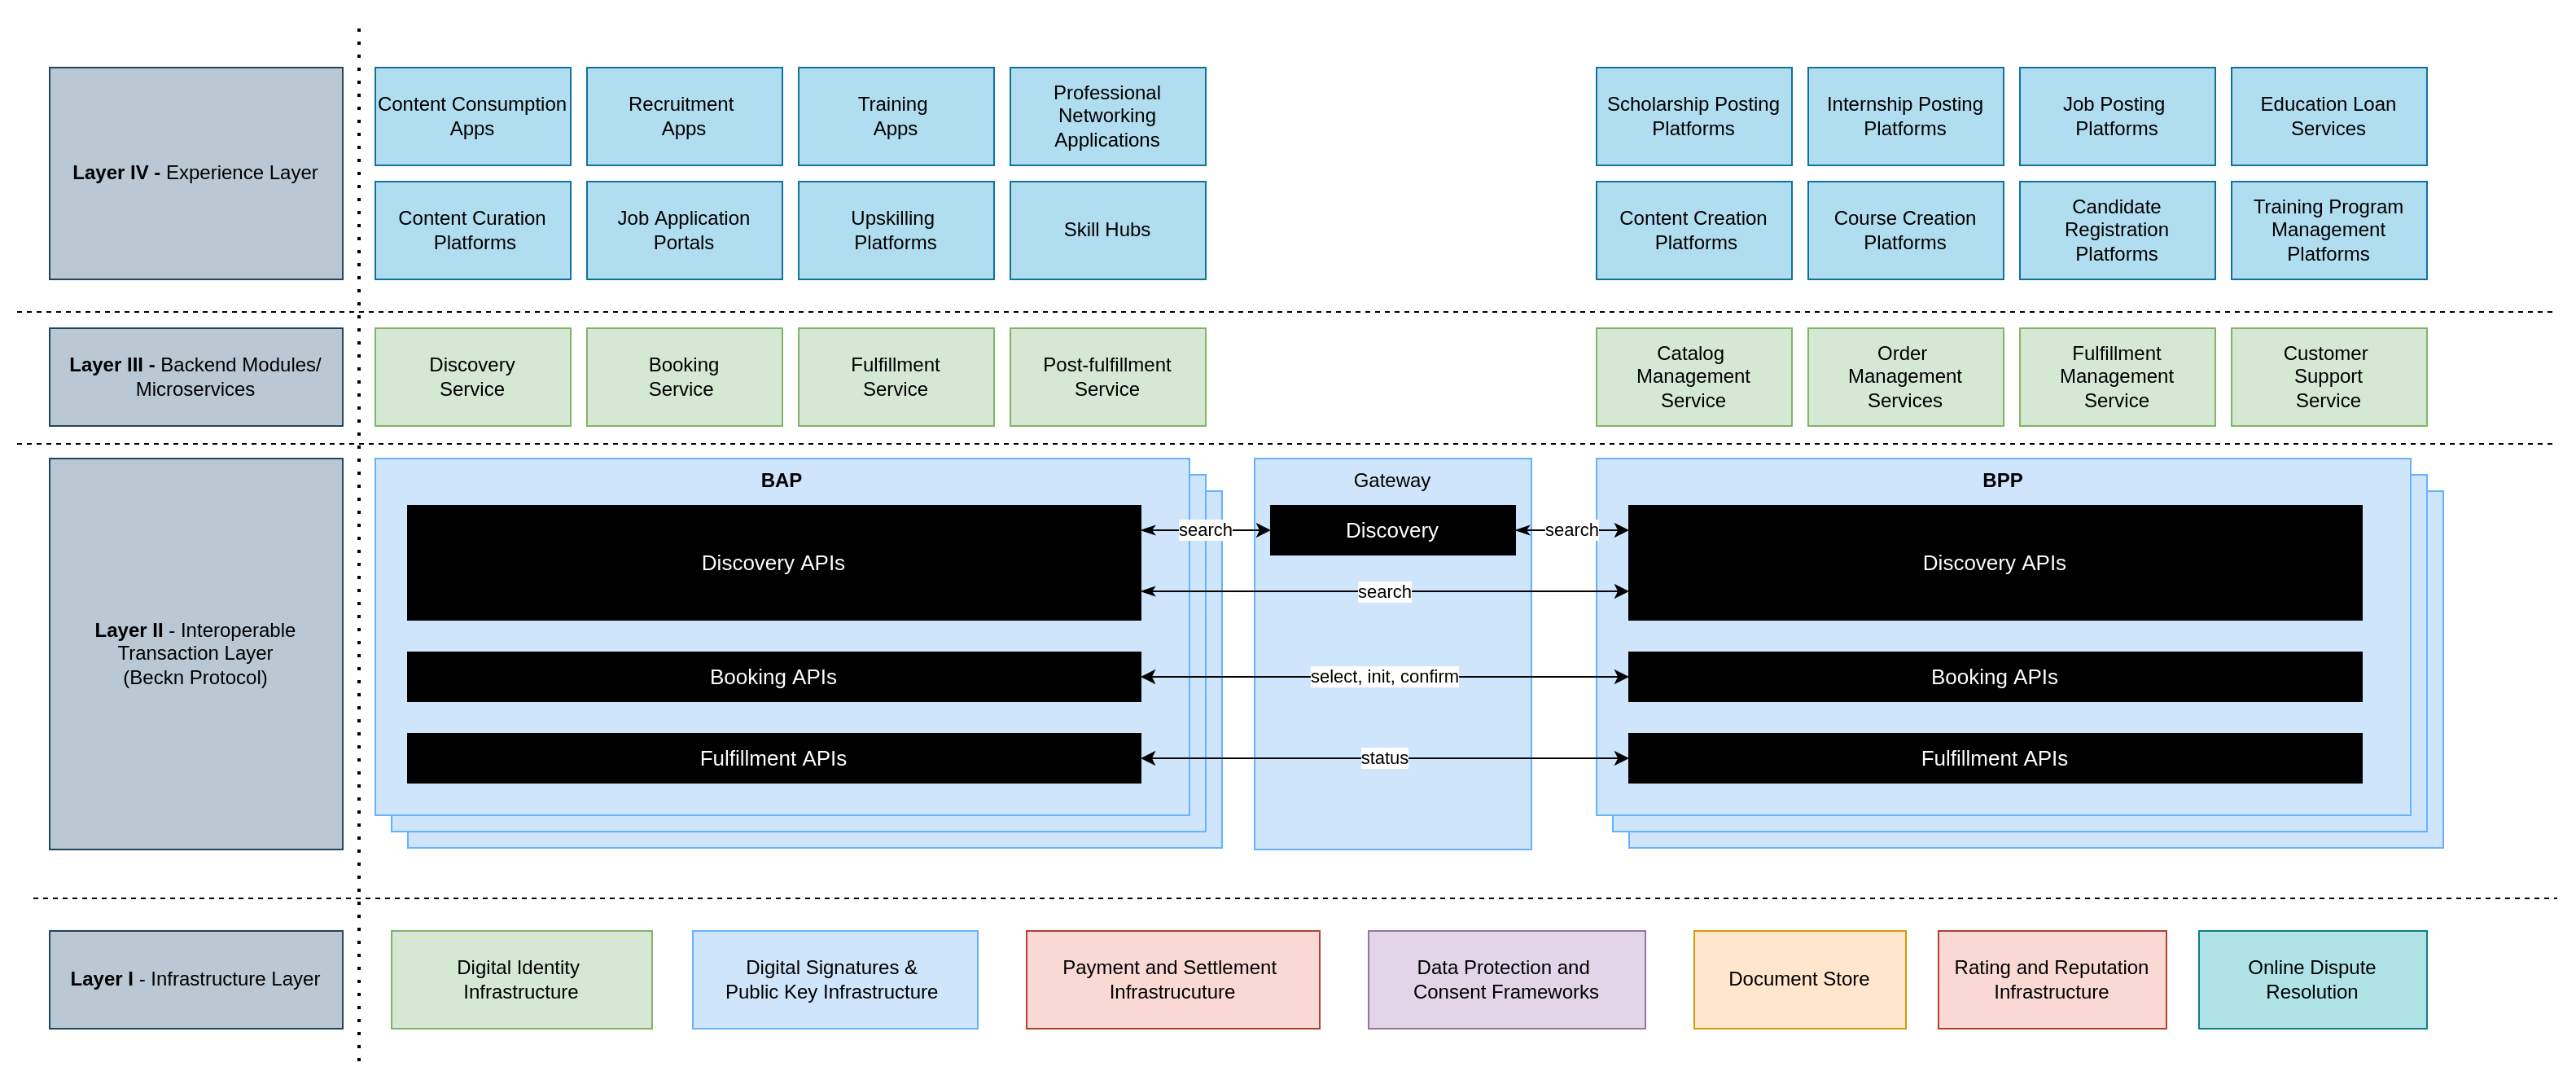 Layer IV - Experience Layer
Content Consumption
Apps
Recruitment
Apps
Training
Apps
Professional
Networking
Applications
Scholarship Posting
Platforms
Internship Posting
Platforms
Job Posting
Platforms
Education Loan
Services
Content Curation
Platforms
Job Application
Portals
Upskilling
Platforms
Skill Hubs
Content Creation
Platforms
Course Creation
Platforms
Candidate
Registration
Platforms
Training Program
Management
Platforms
Layer III - Backend Modules/
Microservices
Discovery
Service
Booking
Service
Fulfillment
Service
Post-fulfillment
Service
Catalog
Management
Service
Order
Management
Services
Fulfillment
Management
Service
Customer
Support
Service
Layer II - Interoperable
Transaction Layer
(Beckn Protocol)
BAP
Discovery APIs
Booking APIs
Fulfillment APIs
Gateway
search
Discovery
search
search
select, init, confirm
status
BPP
Discovery APIs
Booking APIs
Fulfillment APIs
Layer I - Infrastructure Layer
Digital Identity
Infrastructure
Digital Signatures &
Public Key Infrastructure
Payment and Settlement
Infrastrucuture
Data Protection and
Consent Frameworks
Document Store
Rating and Reputation
Infrastructure
Online Dispute
Resolution